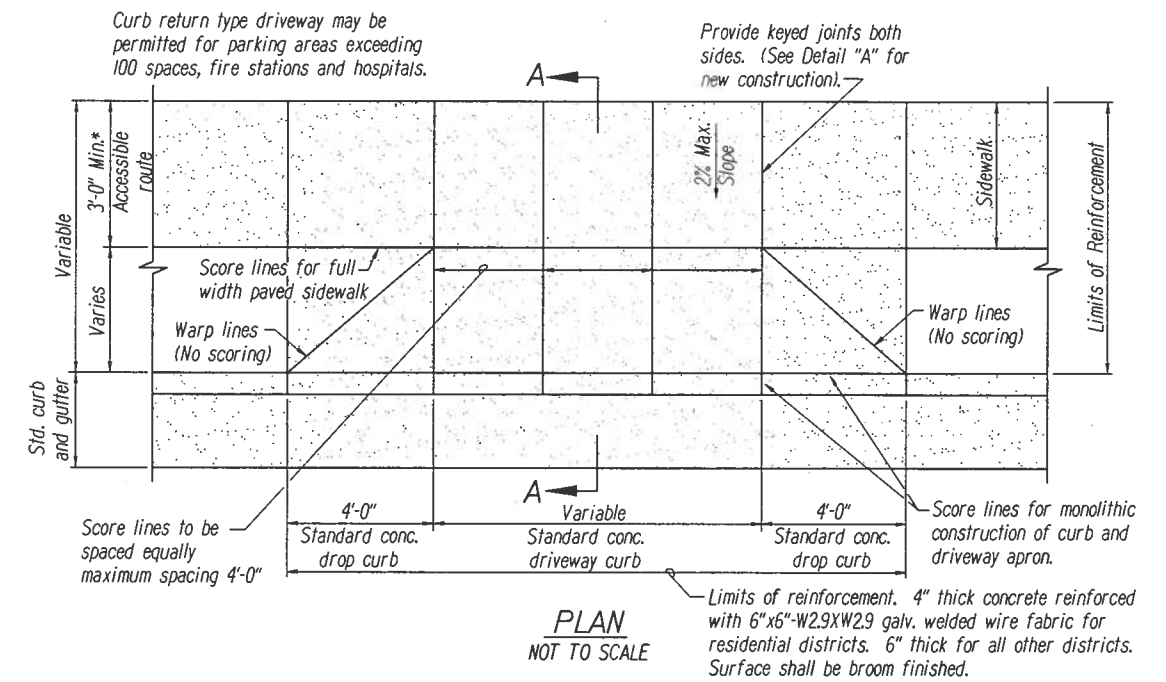 Curb return type driveway may be
permitted for parking areas exceeding
100 spaces, fire stations and hospitals.
Provide keyed joints both
sides. (See Detail "A" for
new construction).
A
Variable
3'-0" Min.*
Accessible
route
Varies
Std. curb
and gutter
2% Max.
Slope
Sidewalk
Limits of Reinforcement
Score lines for full
width paved sidewalk
Warp lines
(No scoring)
Warp lines
(No scoring)
A
Score lines to be
spaced equally
maximum spacing 4'-0"
4'-0"
Standard conc.
drop curb
Variable
Standard conc.
driveway curb
4'-0"
Standard conc.
drop curb
Score lines for monolithic
construction of curb and
driveway apron.
Limits of reinforcement. 4" thick concrete reinforced
with 6"x6"-W2.9XW2.9 galv. welded wire fabric for
residential districts. 6" thick for all other districts.
Surface shall be broom finished.
PLAN
NOT TO SCALE